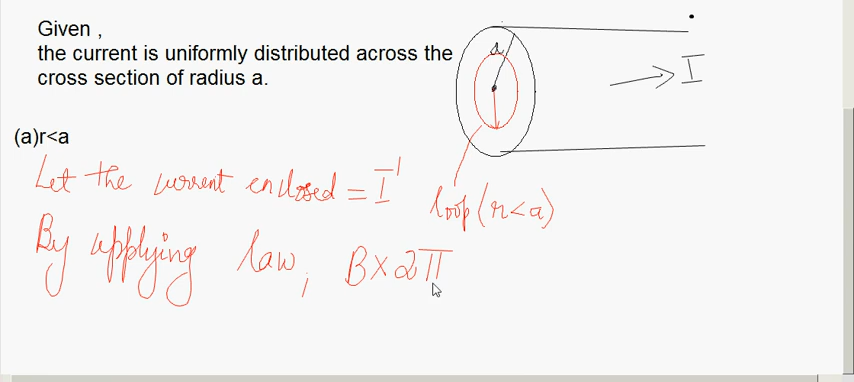 Given ,
the current is uniformly distributed across the
cross section of radius a.
a
I
(a)r<a
Let the current enclosed = I'
loop (r<a)
By applying law, B×2π